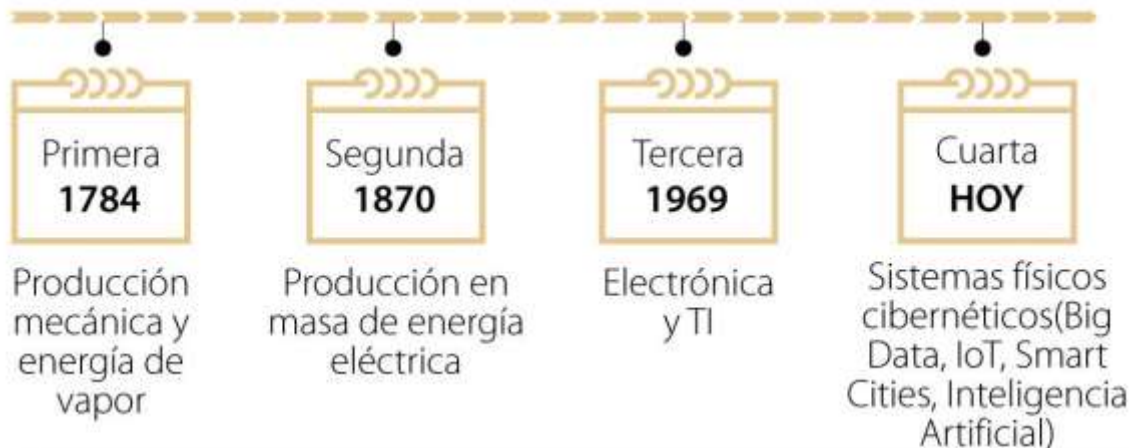 Primera
1784
Producción
mecánica y
energía de
vapor
Segunda
1870
Producción en
masa de energía
eléctrica
Tercera
1969
Electrónica
y TI
Cuarta
HOY
Sistemas físicos
cibernéticos(Big
Data, IoT, Smart
Cities, Inteligencia
Artificial)